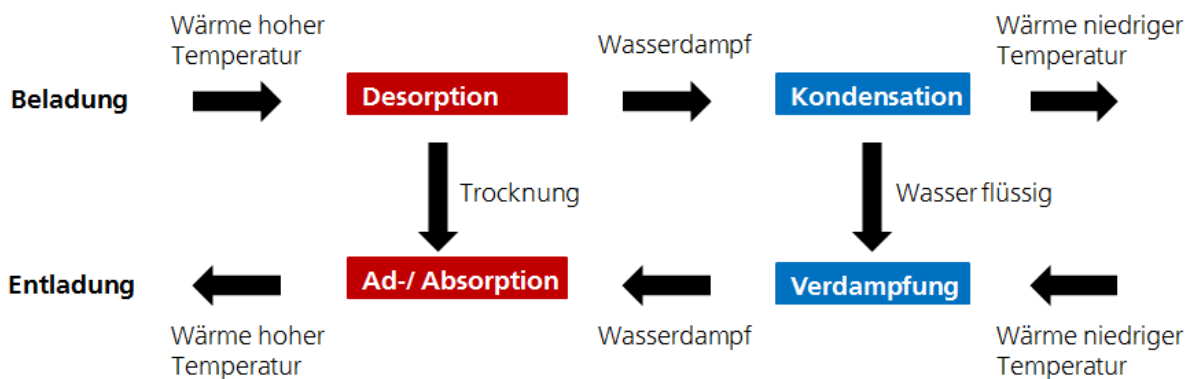 Wärme hoher
Temperatur
Wasserdampf
Wärme niedriger
Temperatur
Beladung
Desorption
Kondensation
Trocknung
Wasser flüssig
Entladung
Ad-/ Absorption
Verdampfung
Wärme hoher
Temperatur
Wasserdampf
Wärme niedriger
Temperatur